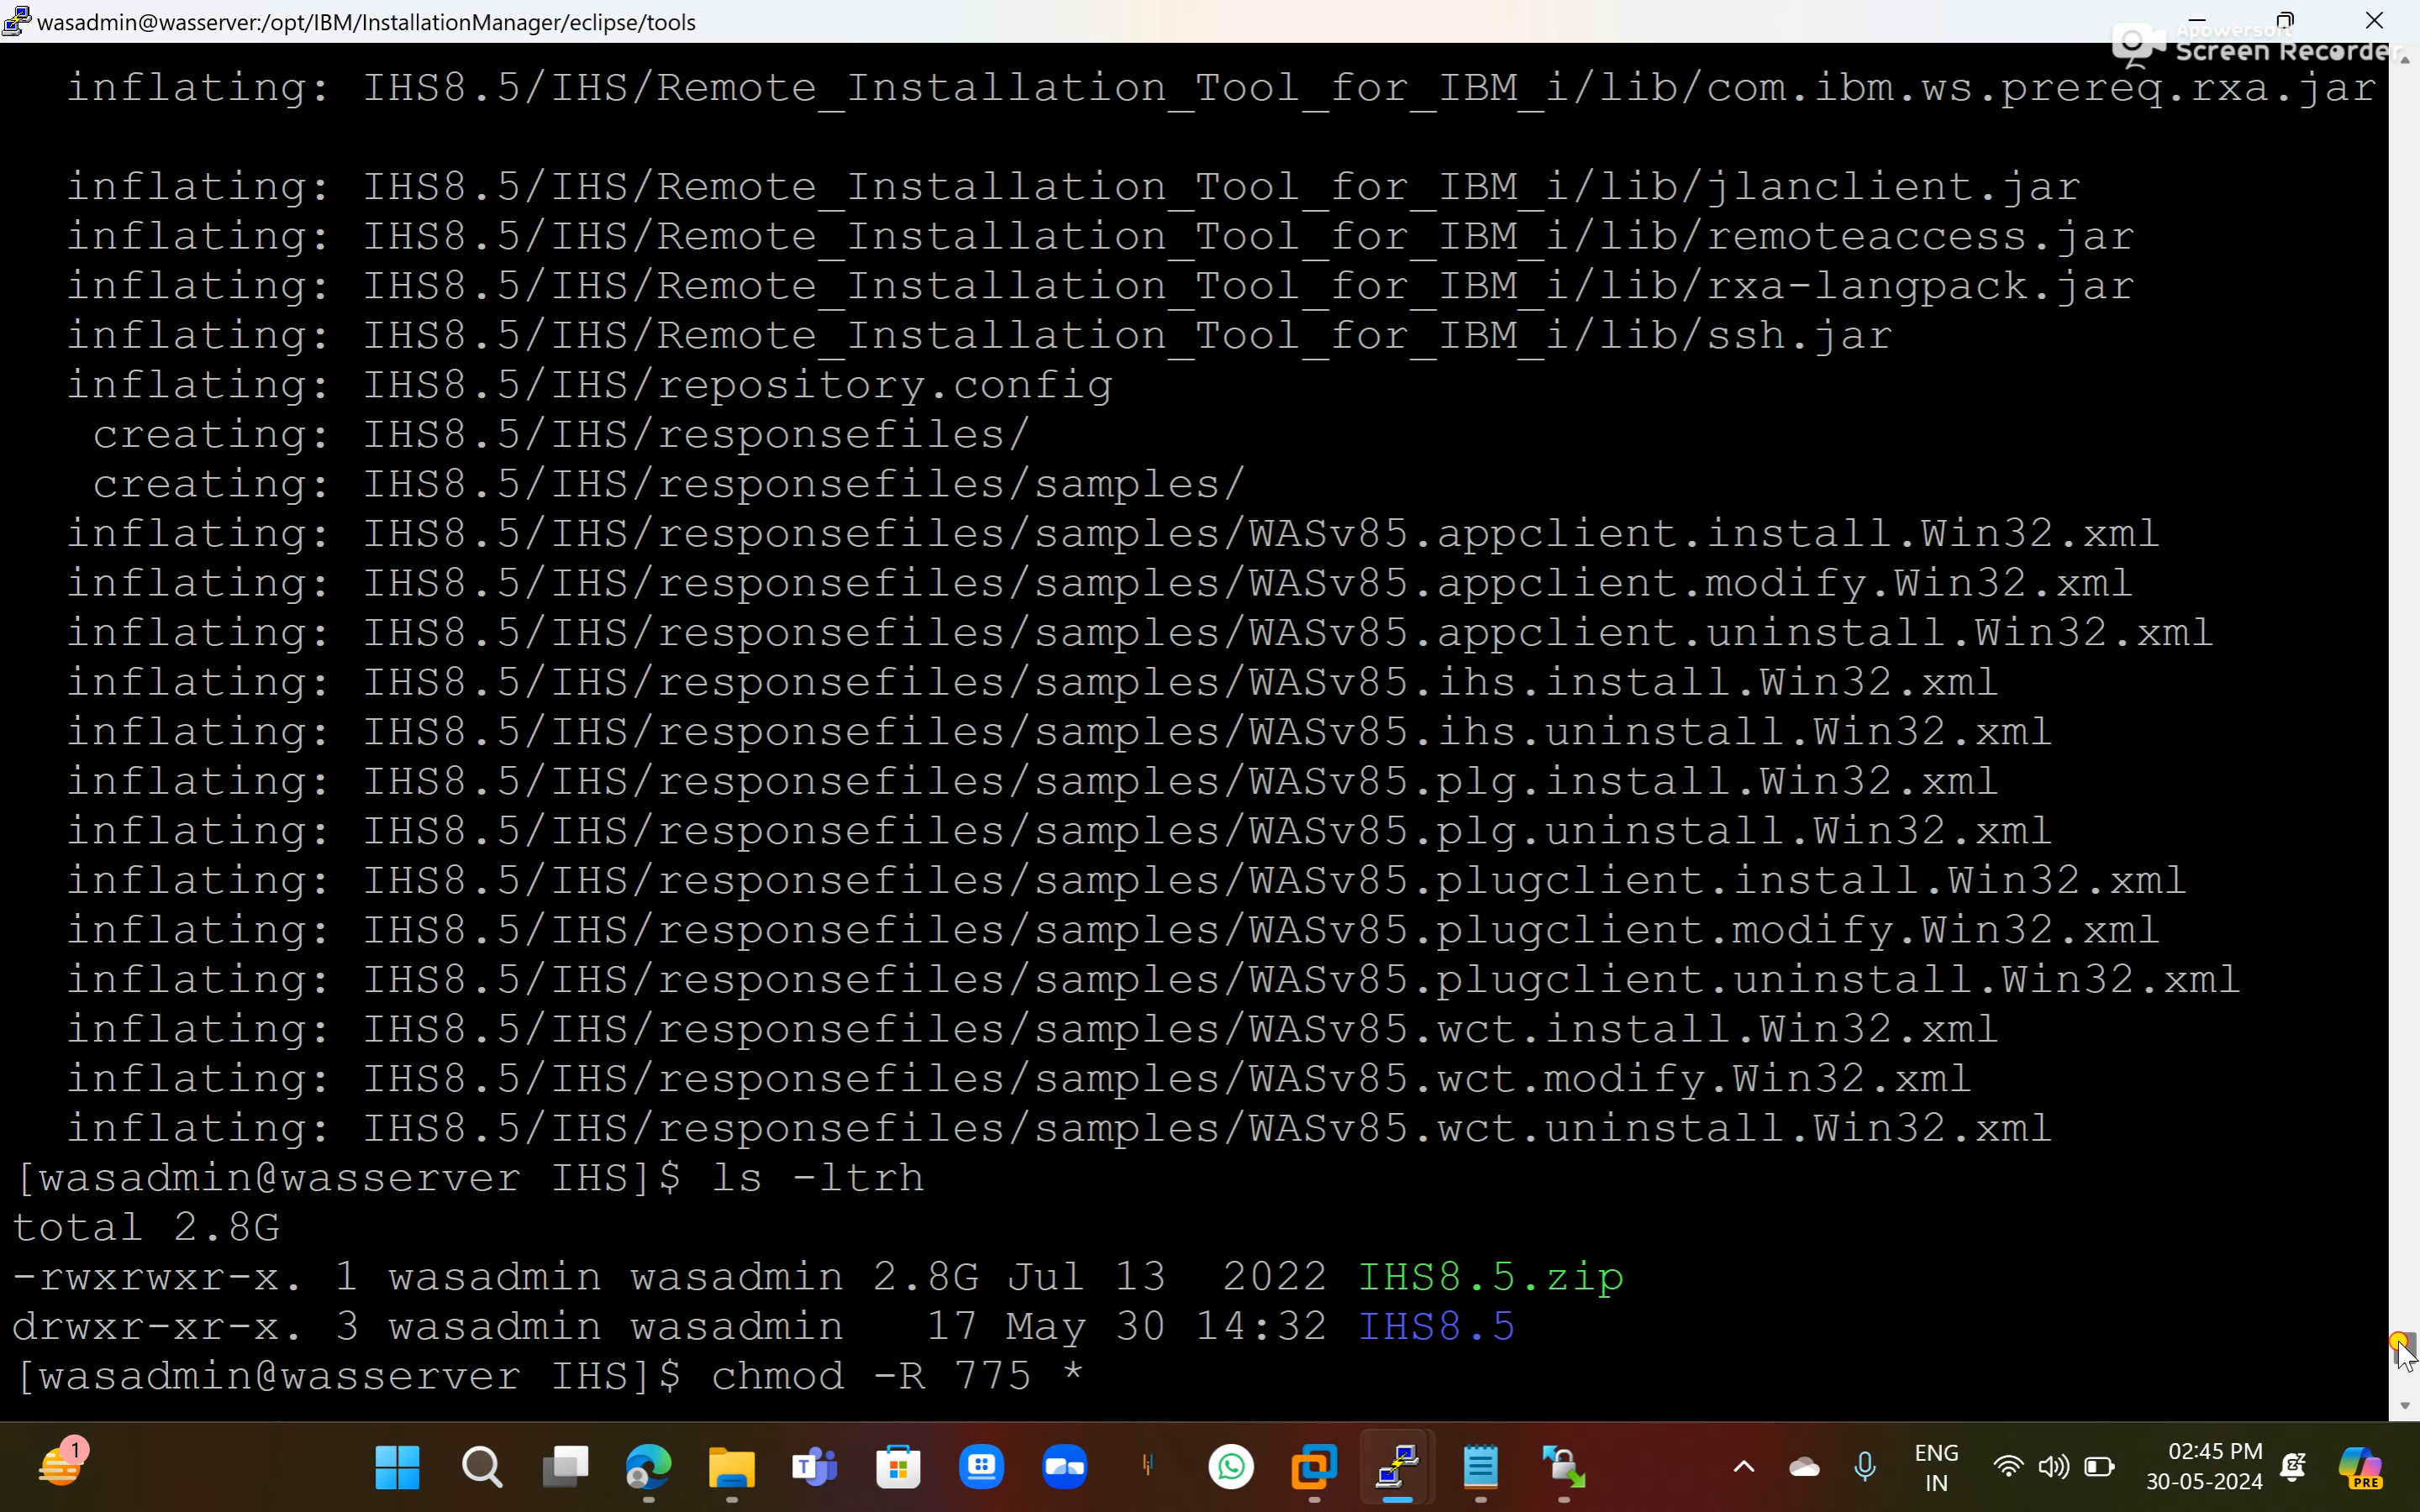 wasadmin@wasserver:/opt/IBM/InstallationManager/eclipse/tools
Apowersoft
Screen Recorder
inflating: IHS8.5/IHS/Remote_Installation_Tool_for_IBM_i/lib/com.ibm.ws.prereq.rxa.jar
inflating: IHS8.5/IHS/Remote_Installation_Tool_for_IBM_i/lib/jlanclient.jar
inflating: IHS8.5/IHS/Remote_Installation_Tool_for_IBM_i/lib/remoteaccess.jar
inflating: IHS8.5/IHS/Remote_Installation_Tool_for_IBM_i/lib/rxa-langpack.jar
inflating: IHS8.5/IHS/Remote_Installation_Tool_for_IBM_i/lib/ssh.jar
inflating: IHS8.5/IHS/repository.config
creating: IHS8.5/IHS/responsefiles/
creating: IHS8.5/IHS/responsefiles/samples/
inflating: IHS8.5/IHS/responsefiles/samples/WASv85.appclient.install.Win32.xml
inflating: IHS8.5/IHS/responsefiles/samples/WASv85.appclient.modify.Win32.xml
inflating: IHS8.5/IHS/responsefiles/samples/WASv85.appclient.uninstall.Win32.xml
inflating: IHS8.5/IHS/responsefiles/samples/WASv85.ihs.install.Win32.xml
inflating: IHS8.5/IHS/responsefiles/samples/WASv85.ihs.uninstall.Win32.xml
inflating: IHS8.5/IHS/responsefiles/samples/WASv85.plg.install.Win32.xml
inflating: IHS8.5/IHS/responsefiles/samples/WASv85.plg.uninstall.Win32.xml
inflating: IHS8.5/IHS/responsefiles/samples/WASv85.plugclient.install.Win32.xml
inflating: IHS8.5/IHS/responsefiles/samples/WASv85.plugclient.modify.Win32.xml
inflating: IHS8.5/IHS/responsefiles/samples/WASv85.plugclient.uninstall.Win32.xml
inflating: IHS8.5/IHS/responsefiles/samples/WASv85.wct.install.Win32.xml
inflating: IHS8.5/IHS/responsefiles/samples/WASv85.wct.modify.Win32.xml
inflating: IHS8.5/IHS/responsefiles/samples/WASv85.wct.uninstall.Win32.xml
[wasadmin@wasserver IHS]$ ls -ltrh
total 2.8G
-rwxrwxr-x. 1 wasadmin wasadmin 2.8G Jul 13  2022 IHS8.5.zip
drwxr-xr-x. 3 wasadmin wasadmin   17 May 30 14:32 IHS8.5
[wasadmin@wasserver IHS]$ chmod -R 775 *
1
ENG
IN
02:45 PM
30-05-2024
PRE